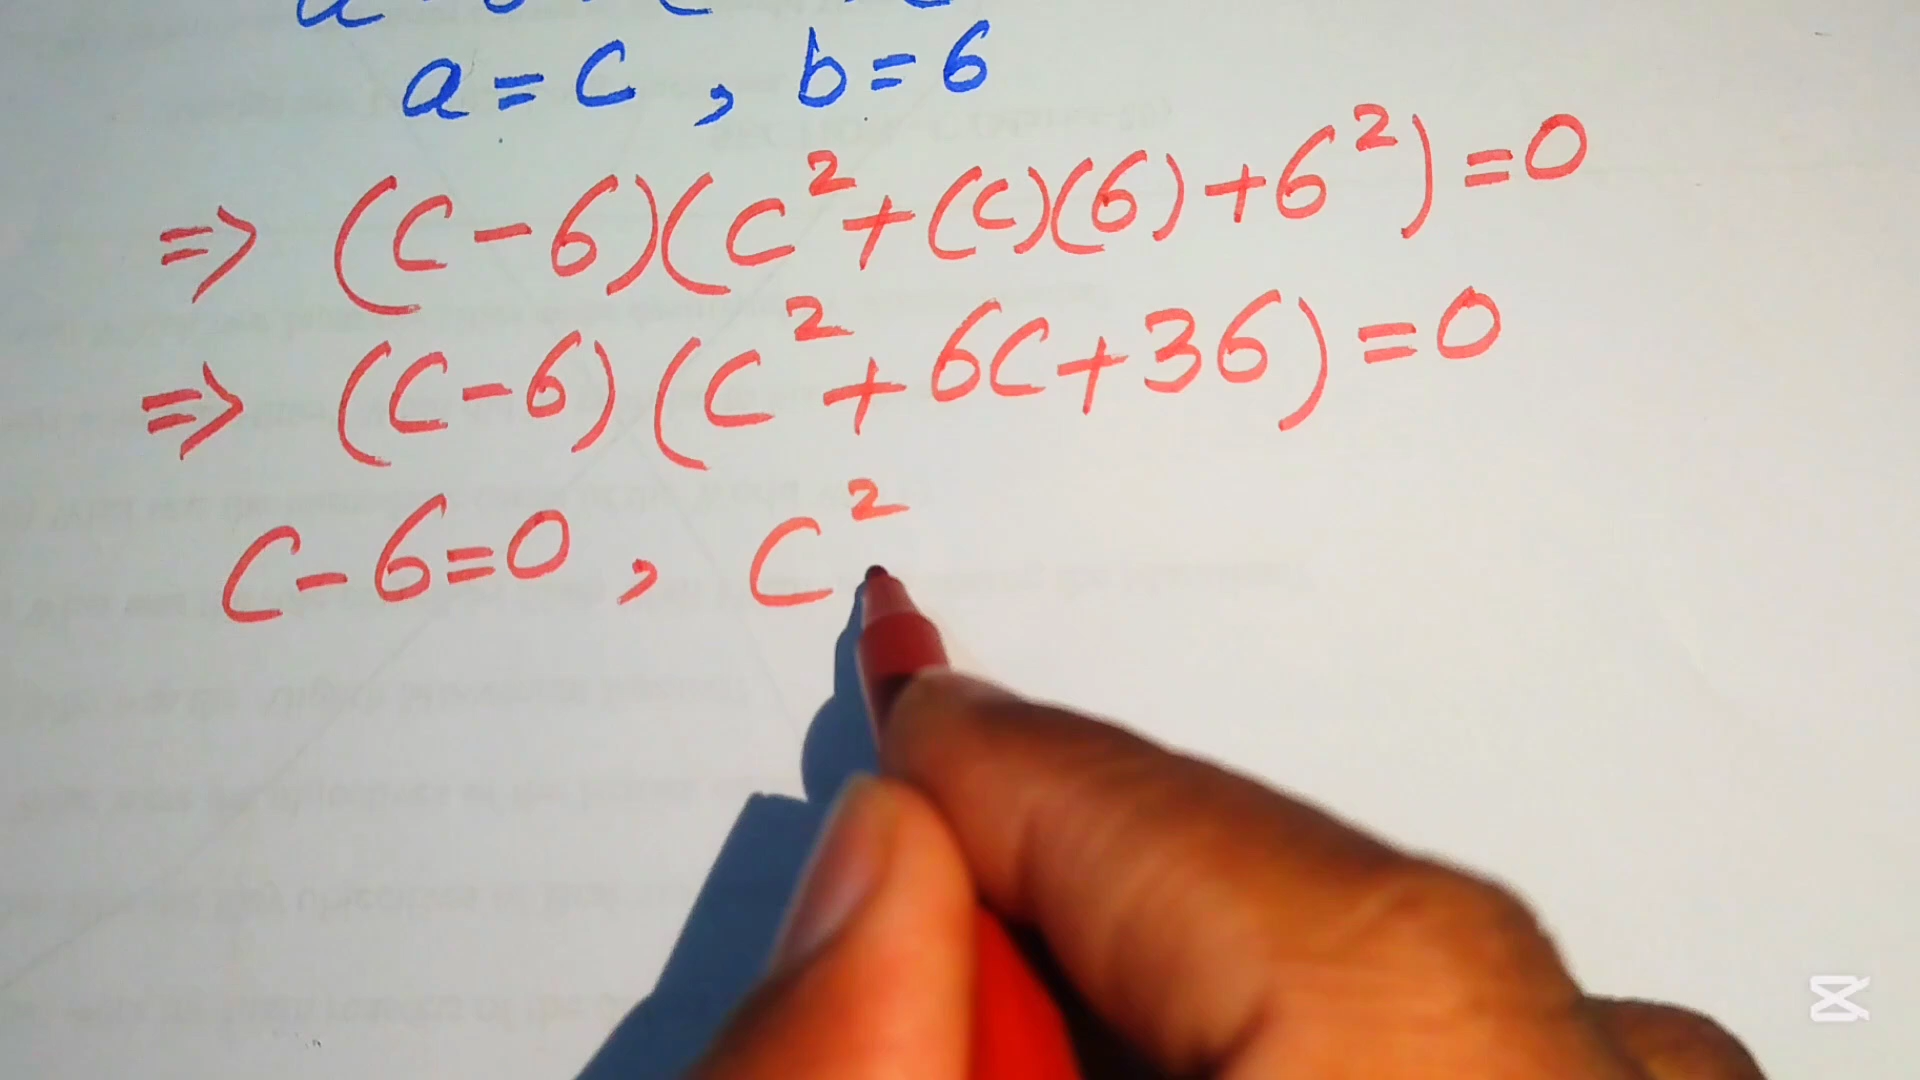 a = c , b = 6
=> (c - 6)(c² + (c)(6) + 6²) = 0
=> (c - 6)(c² + 6c + 36) = 0
c - 6 = 0 , c²